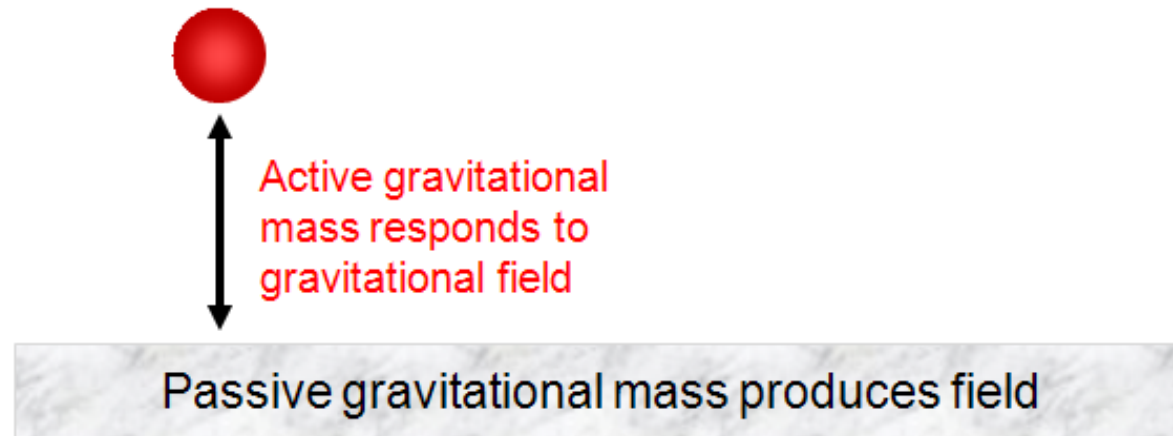 Active gravitational
mass responds to
gravitational field
Passive gravitational mass produces field